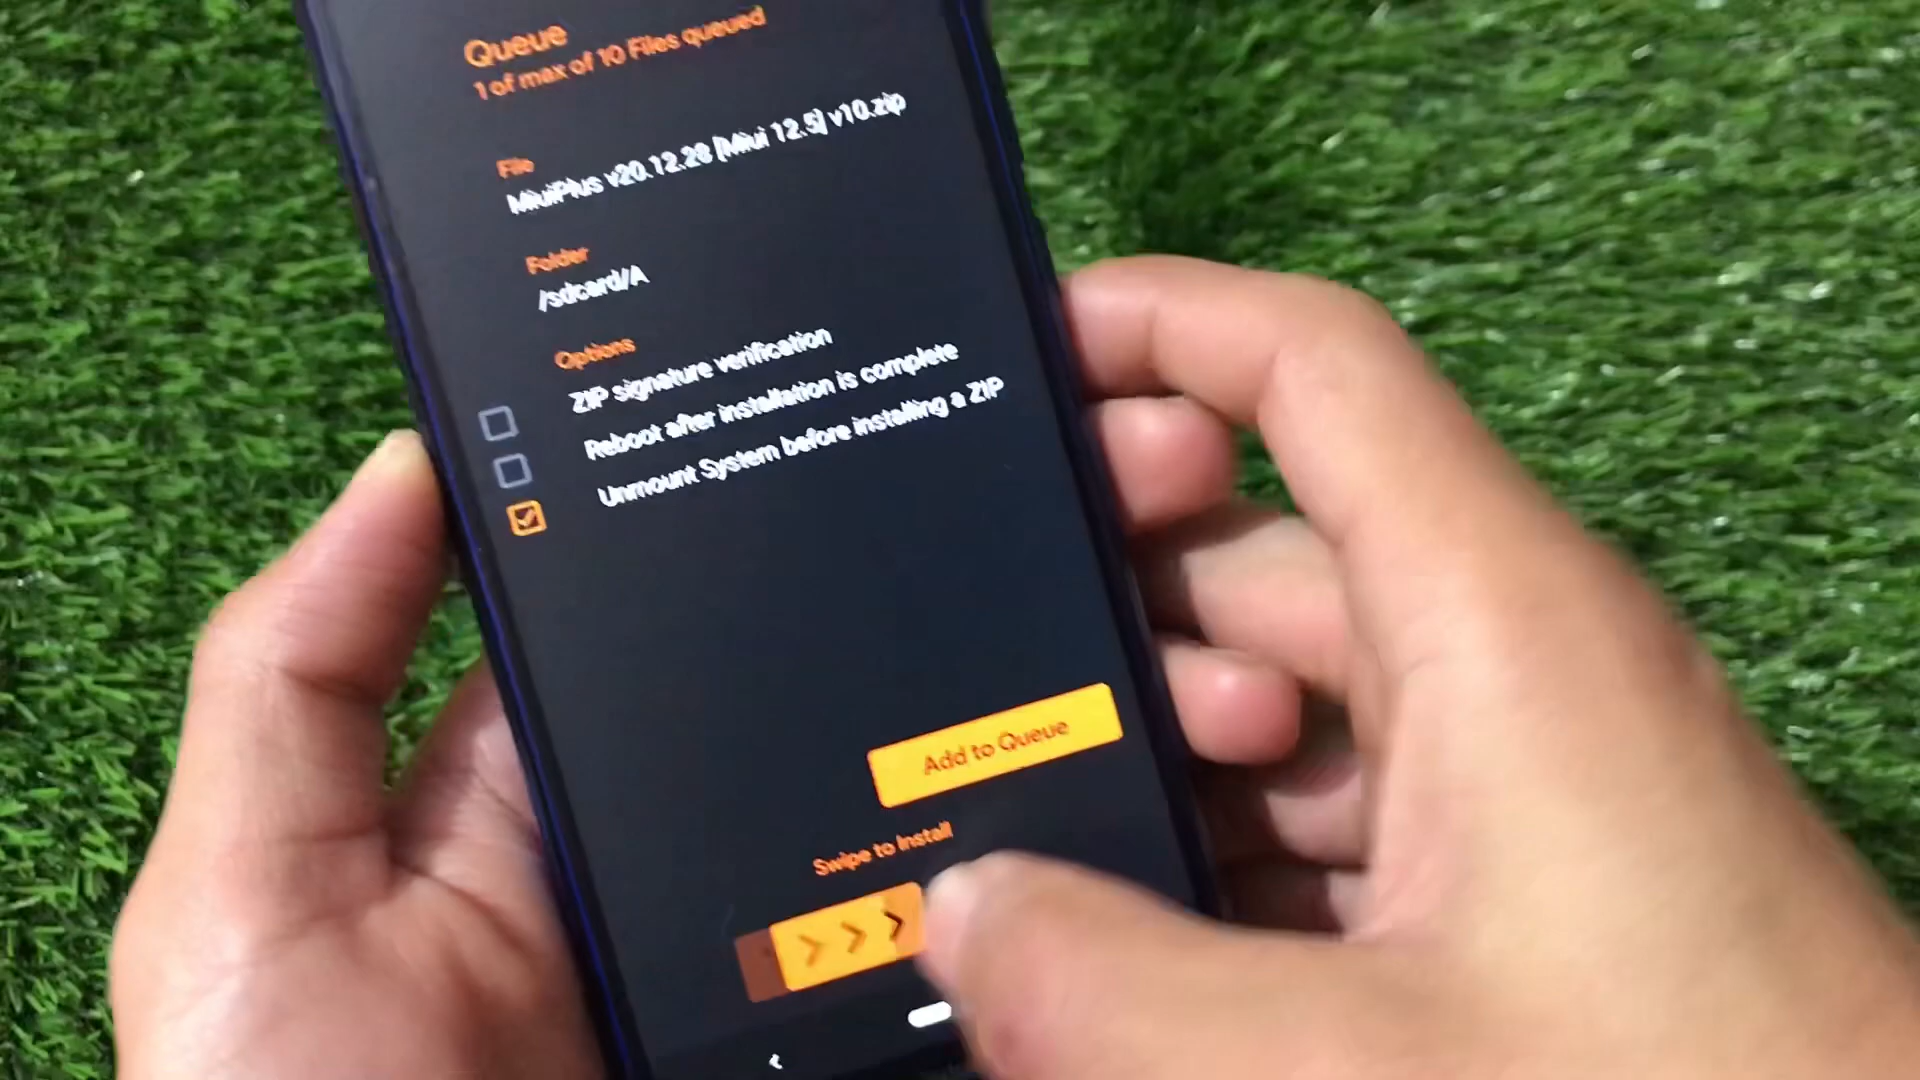 Queue
1 of max of 10 Files queued
File
MiuiPlus v20.12.28 [Miui 12.5] v10.zip
Folder
/sdcard/A
Options
ZIP signature verification
Reboot after installation is complete
Unmount System before installing a ZIP
Add to Queue
Swipe to Install